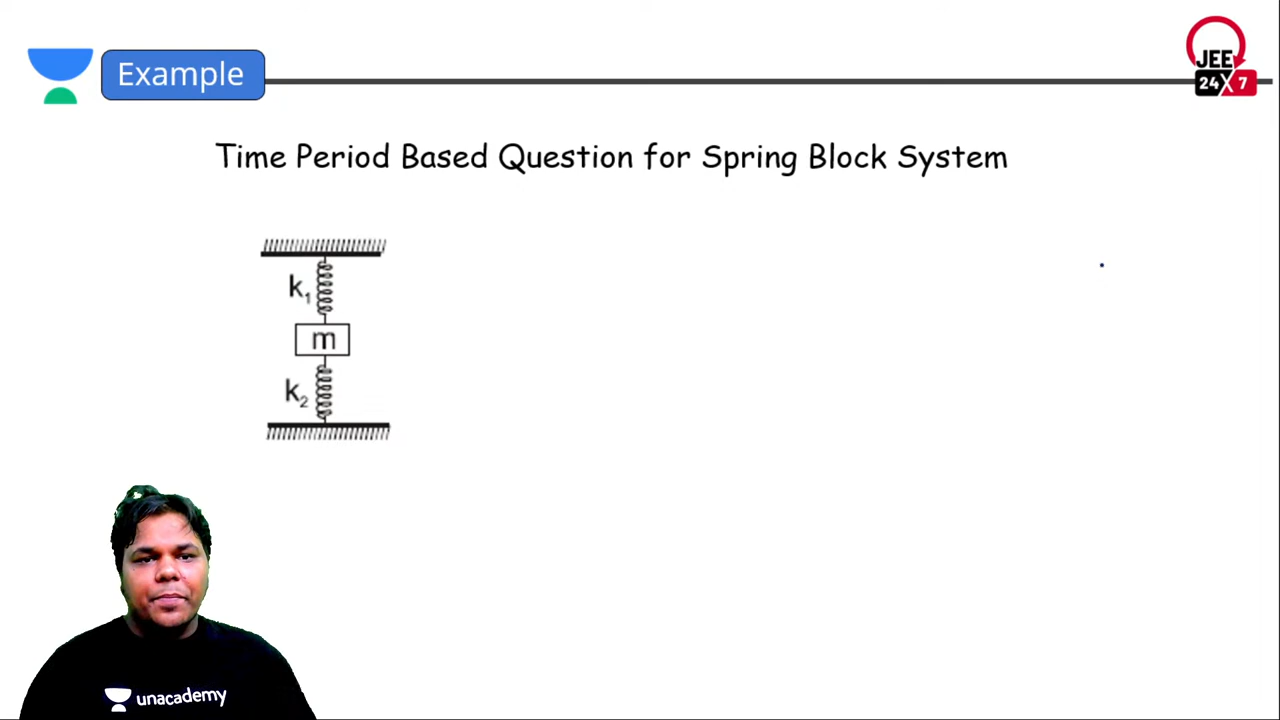 Example
JEE
24X7
Time Period Based Question for Spring Block System
k₁
m
k₂
unacademy